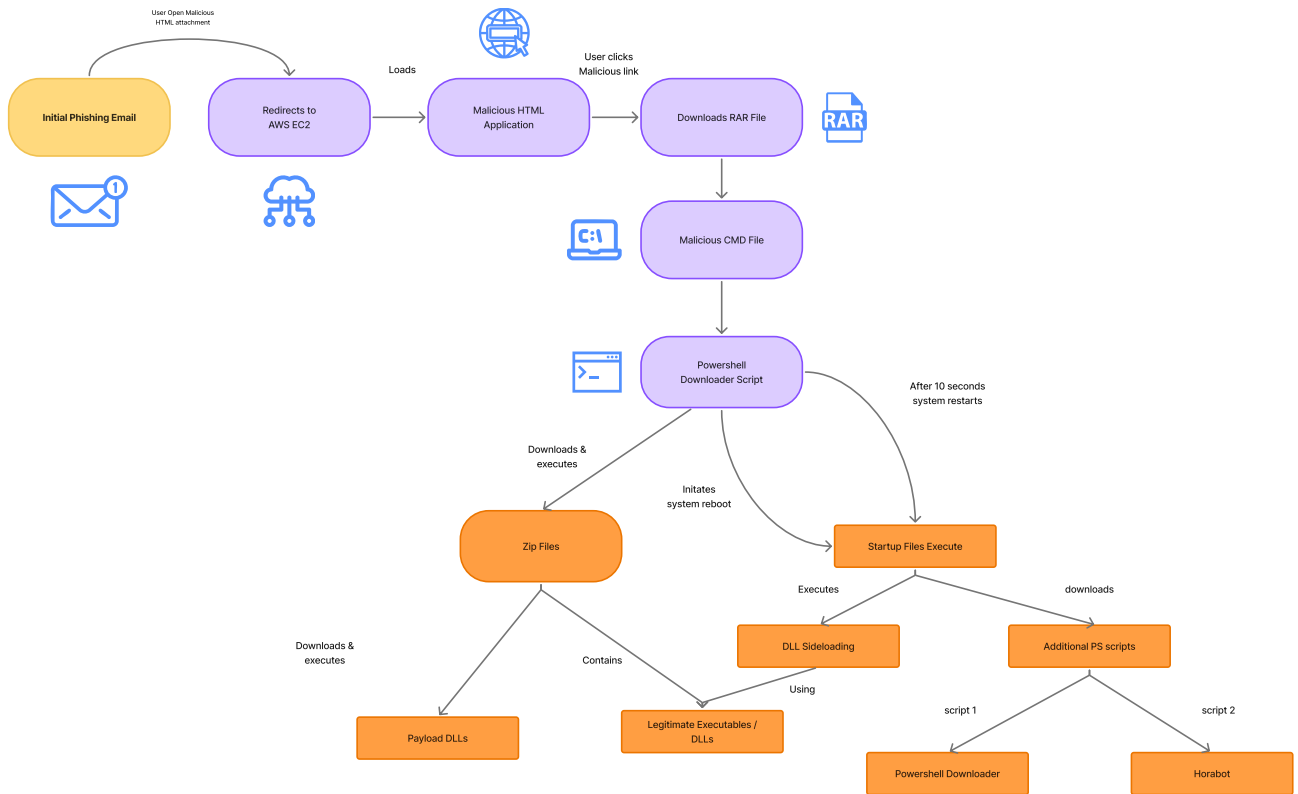 User Open Malicious
HTML attachment
Initial Phishing Email
1
Redirects to
AWS EC2
Loads
Malicious HTML
Application
User clicks
Malicious link
Downloads RAR File
RAR
C:\
Malicious CMD File
Powershell
Downloader Script
After 10 seconds
system restarts
Downloads &
executes
Initates
system reboot
Zip Files
Startup Files Execute
Executes
downloads
Downloads &
executes
Contains
DLL Sideloading
Additional PS scripts
Using
script 1
script 2
Payload DLLs
Legitimate Executables /
DLLs
Powershell Downloader
Horabot